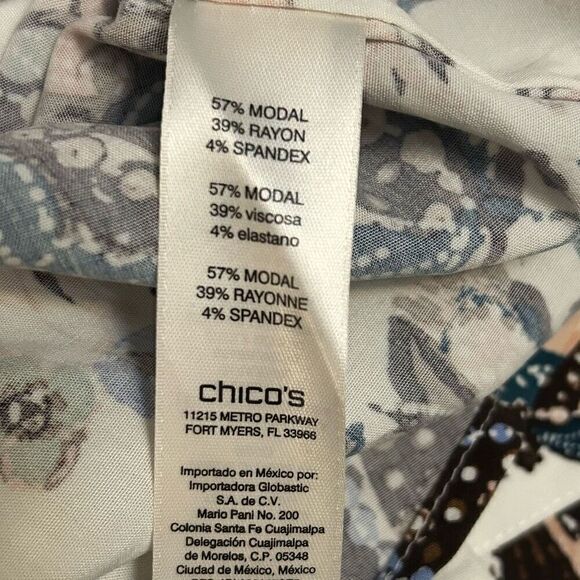 57% MODAL
39% RAYON
4% SPANDEX
57% MODAL
39% viscosa
4% elastano
57% MODAL
39% RAYONNE
4% SPANDEX
chico's
11215 METRO PARKWAY
FORT MYERS, FL 33966
Importado en México por:
Importadora Globastic
S.A. de C.V.
Mario Pani No. 200
Colonia Santa Fe Cuajimalpa
Delegación Cuajimalpa
de Morelos, C.P. 05348
Ciudad de México, México